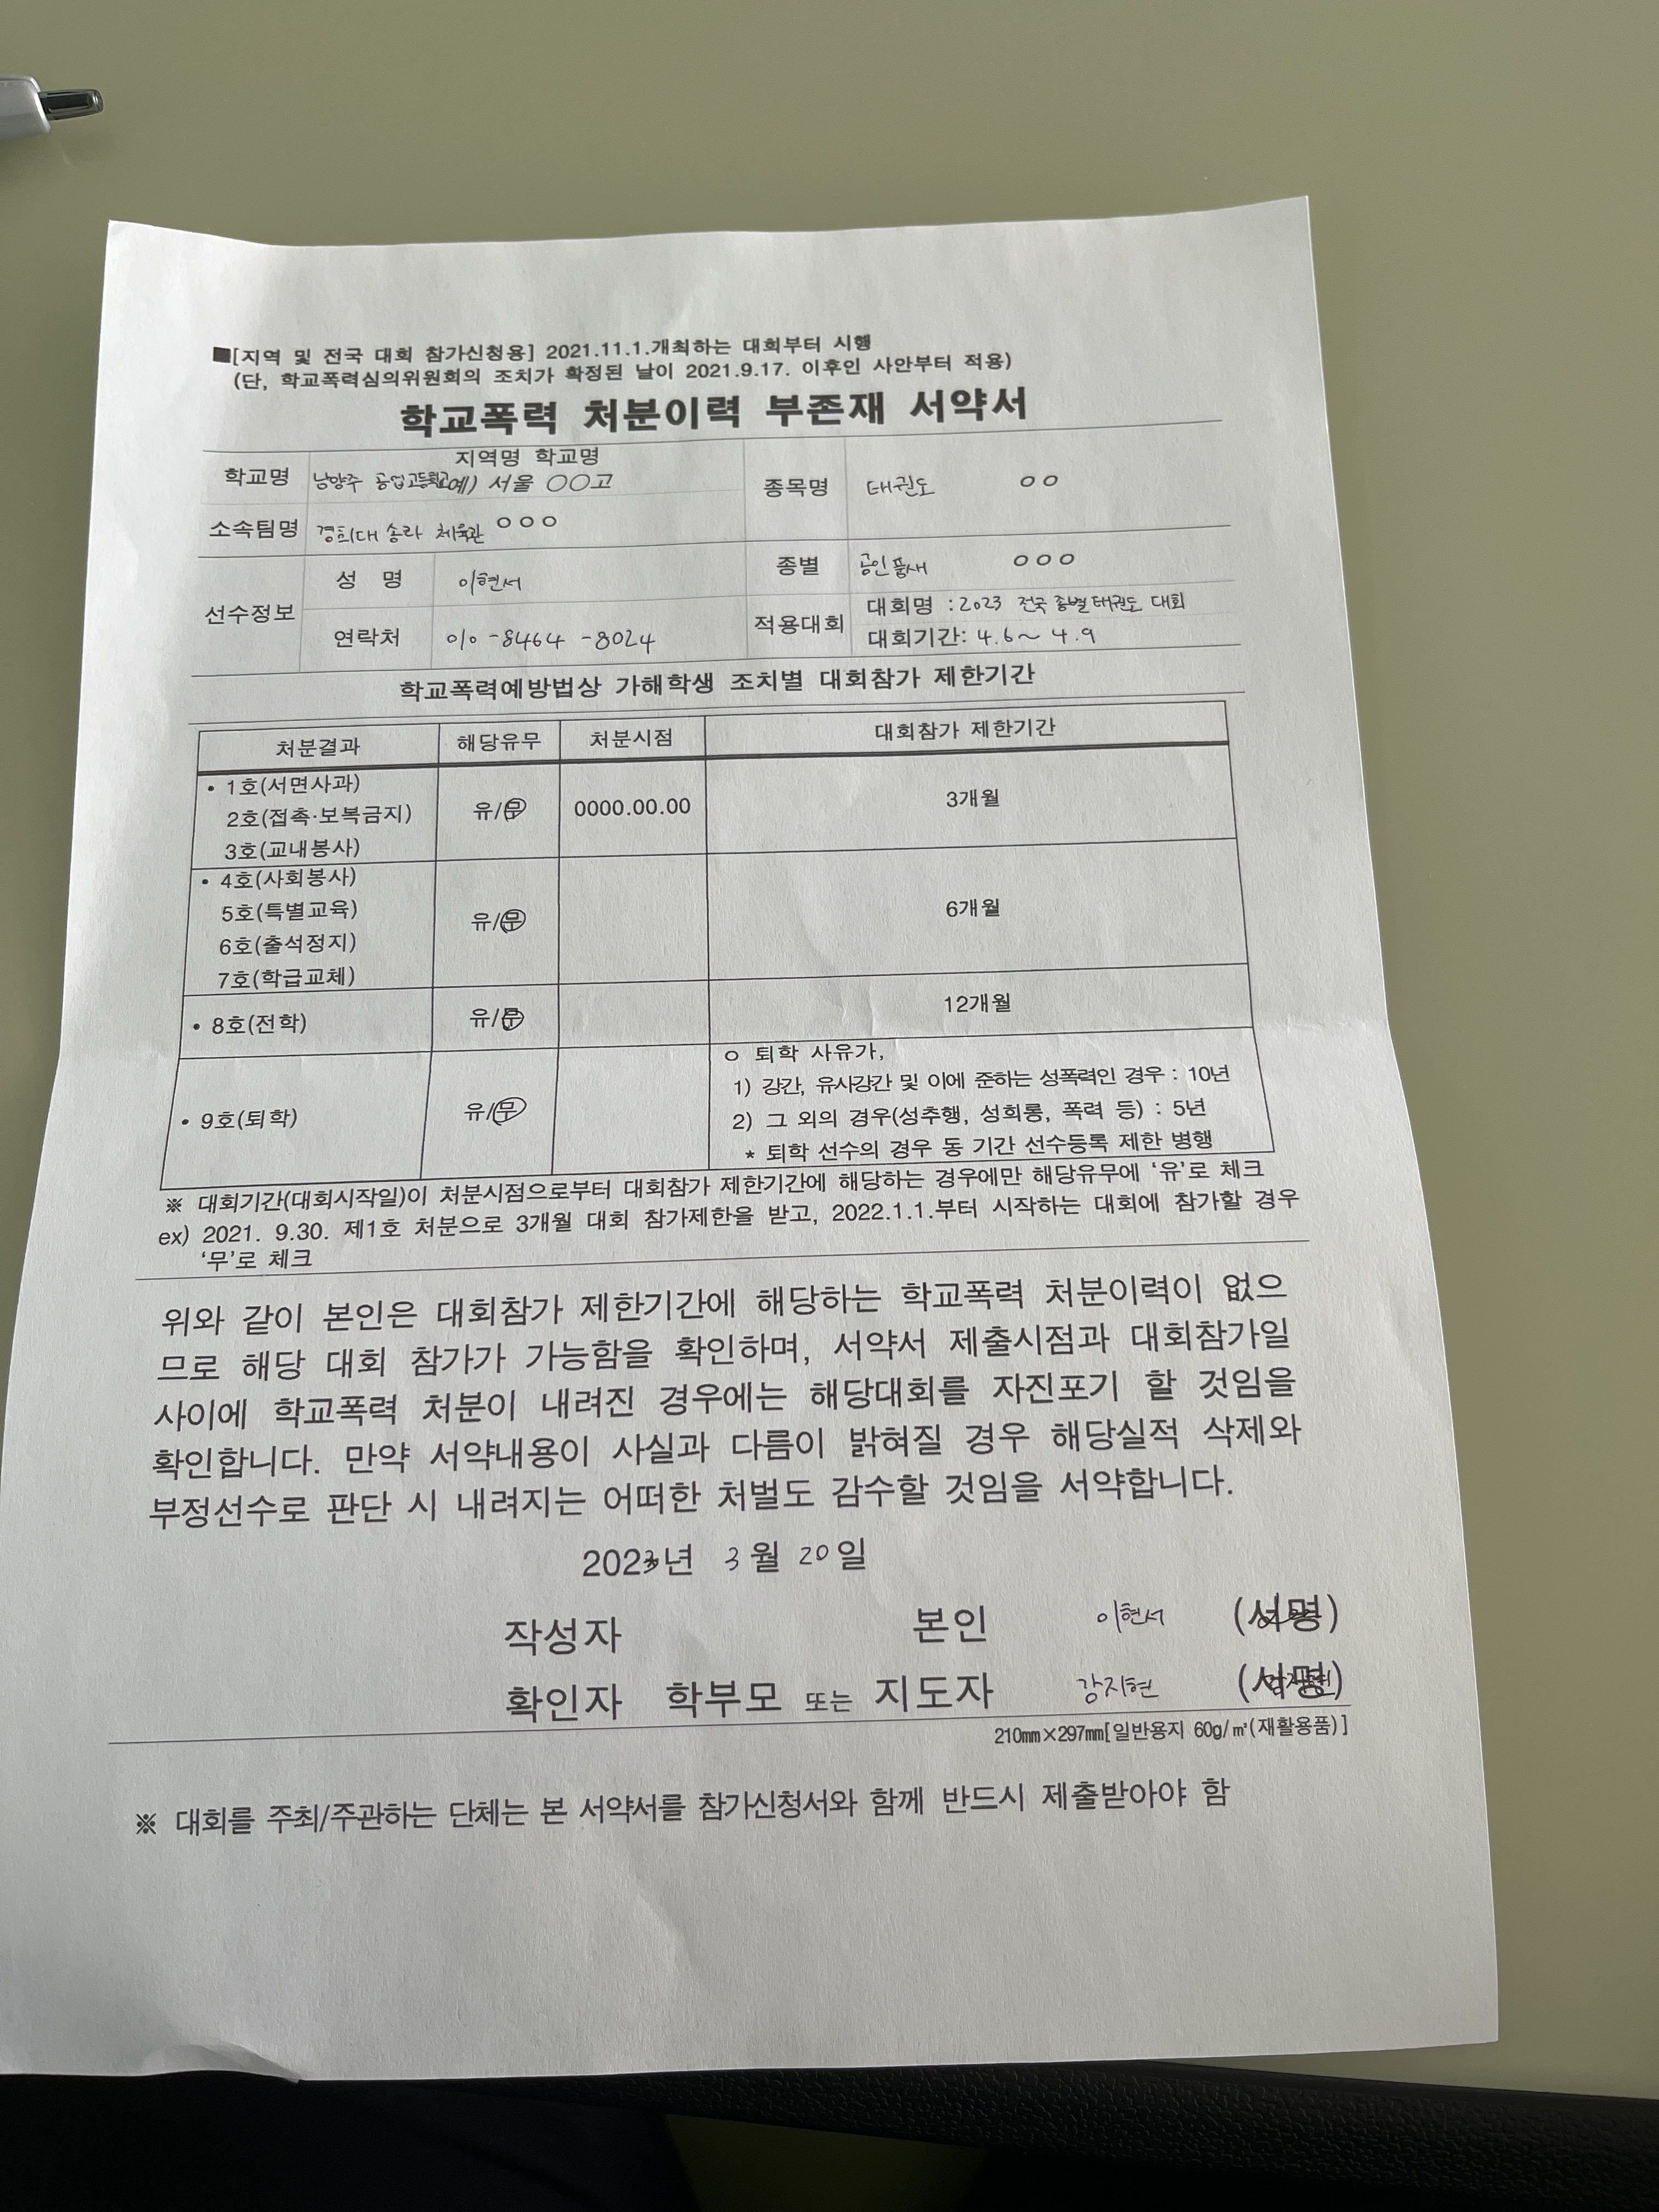 ■[지역 및 전국 대회 참가신청용] 2021.11.1.개최하는 대회부터 시행
(단, 학교폭력심의위원회의 조치가 확정된 날이 2021.9.17. 이후인 사안부터 적용)
학교폭력 처분이력 부존재 서약서
학교명
지역명 학교명
남양주 공업고등학교 예) 서울 ○○고
종목명 태권도 ○○
소속팀명 경희대 송라 체육관 ○○○
선수정보
성 명 이현서
종별 공인품새 ○○○
연락처 010-8464-8024
적용대회
대회명 : 2023 전국 종별 태권도 대회
대회기간: 4.6~ 4.9
학교폭력예방법상 가해학생 조치별 대회참가 제한기간
처분결과 해당유무 처분시점 대회참가 제한기간
• 1호(서면사과)
2호(접촉·보복금지)
3호(교내봉사)
유/무 0000.00.00 3개월
• 4호(사회봉사)
5호(특별교육)
6호(출석정지)
7호(학급교체)
유/무 6개월
• 8호(전학) 유/무 12개월
• 9호(퇴학) 유/무
ㅇ 퇴학 사유가,
1) 강간, 유사강간 및 이에 준하는 성폭력인 경우 : 10년
2) 그 외의 경우(성추행, 성희롱, 폭력 등) : 5년
* 퇴학 선수의 경우 동 기간 선수등록 제한 병행
※ 대회기간(대회시작일)이 처분시점으로부터 대회참가 제한기간에 해당하는 경우에만 해당유무에 ‘유’로 체크
ex) 2021. 9.30. 제1호 처분으로 3개월 대회 참가제한을 받고, 2022.1.1.부터 시작하는 대회에 참가할 경우
‘무’로 체크
위와 같이 본인은 대회참가 제한기간에 해당하는 학교폭력 처분이력이 없으
므로 해당 대회 참가가 가능함을 확인하며, 서약서 제출시점과 대회참가일
사이에 학교폭력 처분이 내려진 경우에는 해당대회를 자진포기 할 것임을
확인합니다. 만약 서약내용이 사실과 다름이 밝혀질 경우 해당실적 삭제와
부정선수로 판단 시 내려지는 어떠한 처벌도 감수할 것임을 서약합니다.
2023년 3월 20일
작성자 본인 이현서 (서명)
확인자 학부모 또는 지도자 강지현 (서명)
210㎜×297㎜[일반용지 60g/㎡(재활용품)]
※ 대회를 주최/주관하는 단체는 본 서약서를 참가신청서와 함께 반드시 제출받아야 함